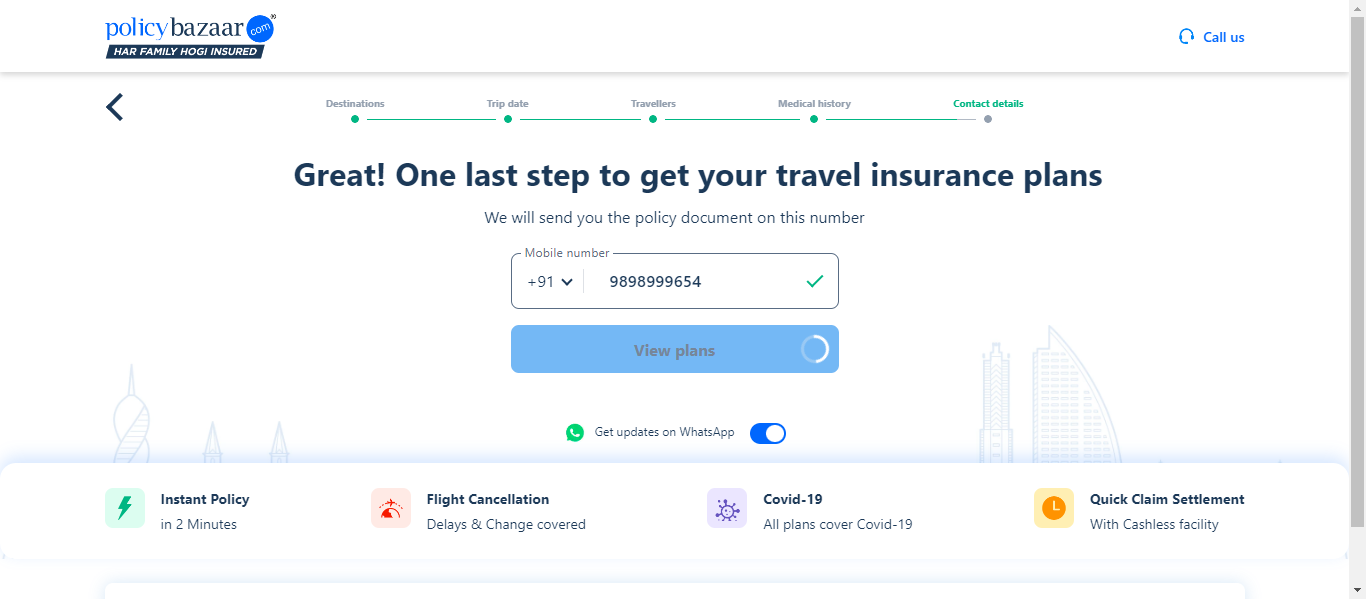 policybazaar.com®
HAR FAMILY HOGI INSURED
Call us
Destinations
Trip date
Travellers
Medical history
Contact details
Great! One last step to get your travel insurance plans
We will send you the policy document on this number
Mobile number
+91
9898999654
View plans
Get updates on WhatsApp
Instant Policy
in 2 Minutes
Flight Cancellation
Delays & Change covered
Covid-19
All plans cover Covid-19
Quick Claim Settlement
With Cashless facility